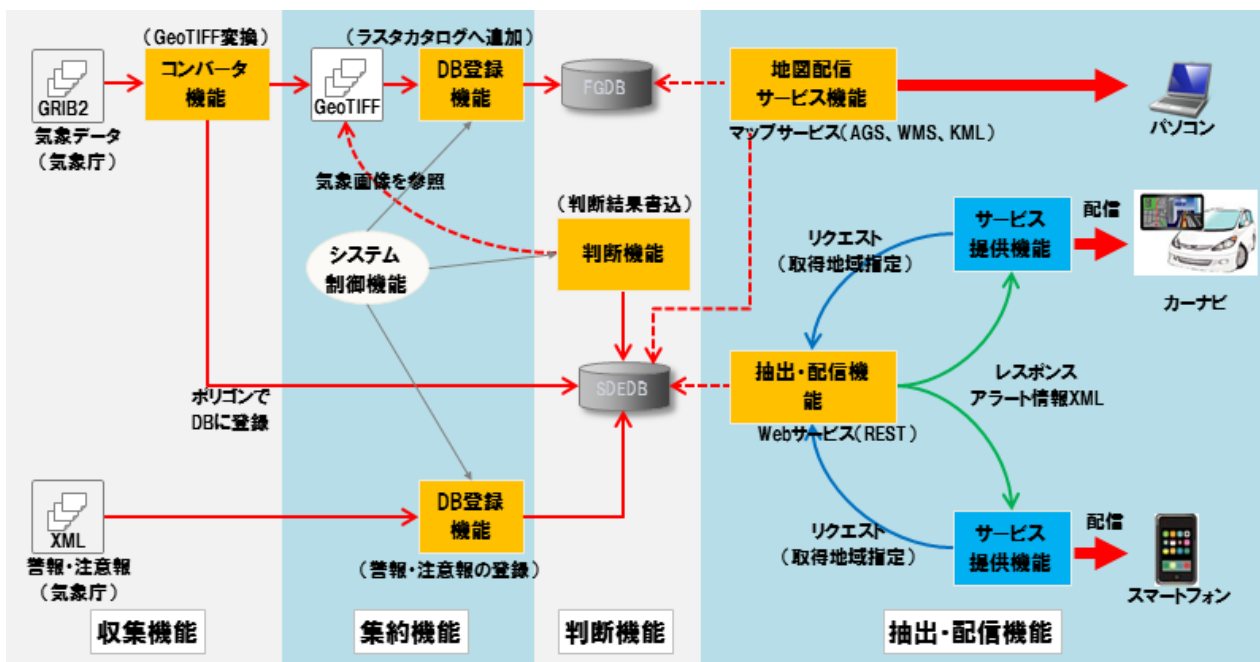 (GeoTIFF変換)
コンバータ
機能
GRIB2
気象データ
(気象庁)
GeoTIFF
(ラスタカタログへ追加)
DB登録
機能
FGDB
地図配信
サービス機能
マップサービス(AGS、WMS、KML)
パソコン
気象画像を参照
システム
制御機能
(判断結果書込)
判断機能
リクエスト
(取得地域指定)
サービス
提供機能
配信
カーナビ
ポリゴンで
DBに登録
SDEDB
抽出・配信機
能
Webサービス(REST)
レスポンス
アラート情報XML
XML
警報・注意報
(気象庁)
DB登録
機能
(警報・注意報の登録)
リクエスト
(取得地域指定)
サービス
提供機能
配信
スマートフォン
収集機能
集約機能
判断機能
抽出・配信機能